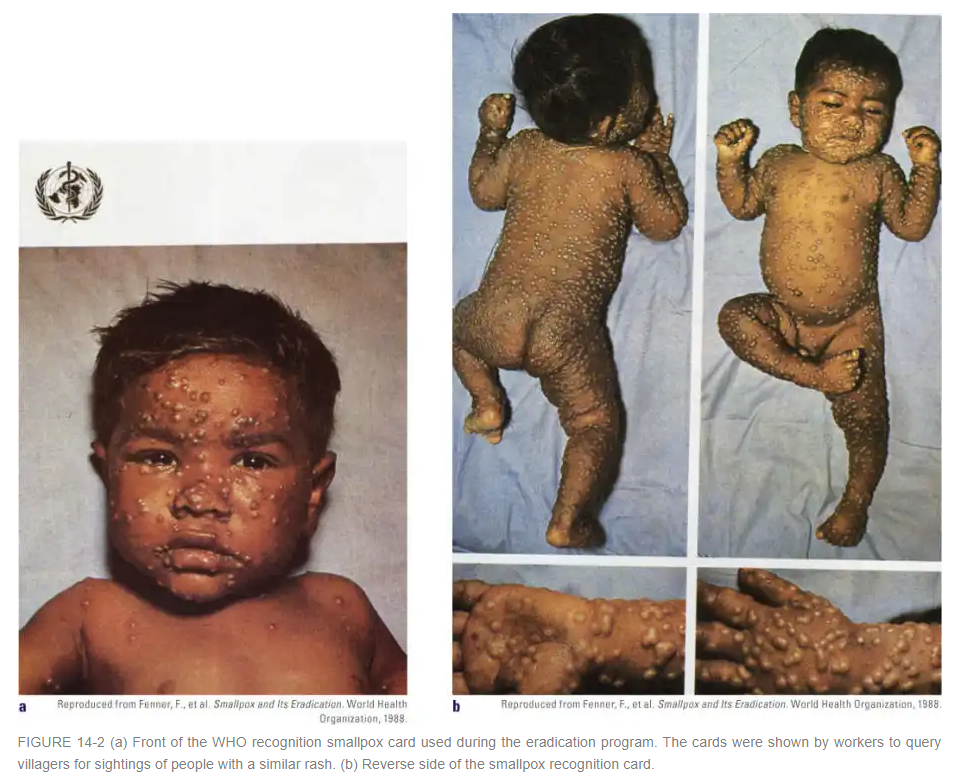 a
Reproduced from Fenner, F., et al. Smallpox and Its Eradication. World Health
Organization, 1988.
b
Reproduced from Fenner, F., et al. Smallpox and Its Eradication. World Health Organization, 1988.
FIGURE 14-2 (a) Front of the WHO recognition smallpox card used during the eradication program. The cards were shown by workers to query
villagers for sightings of people with a similar rash. (b) Reverse side of the smallpox recognition card.